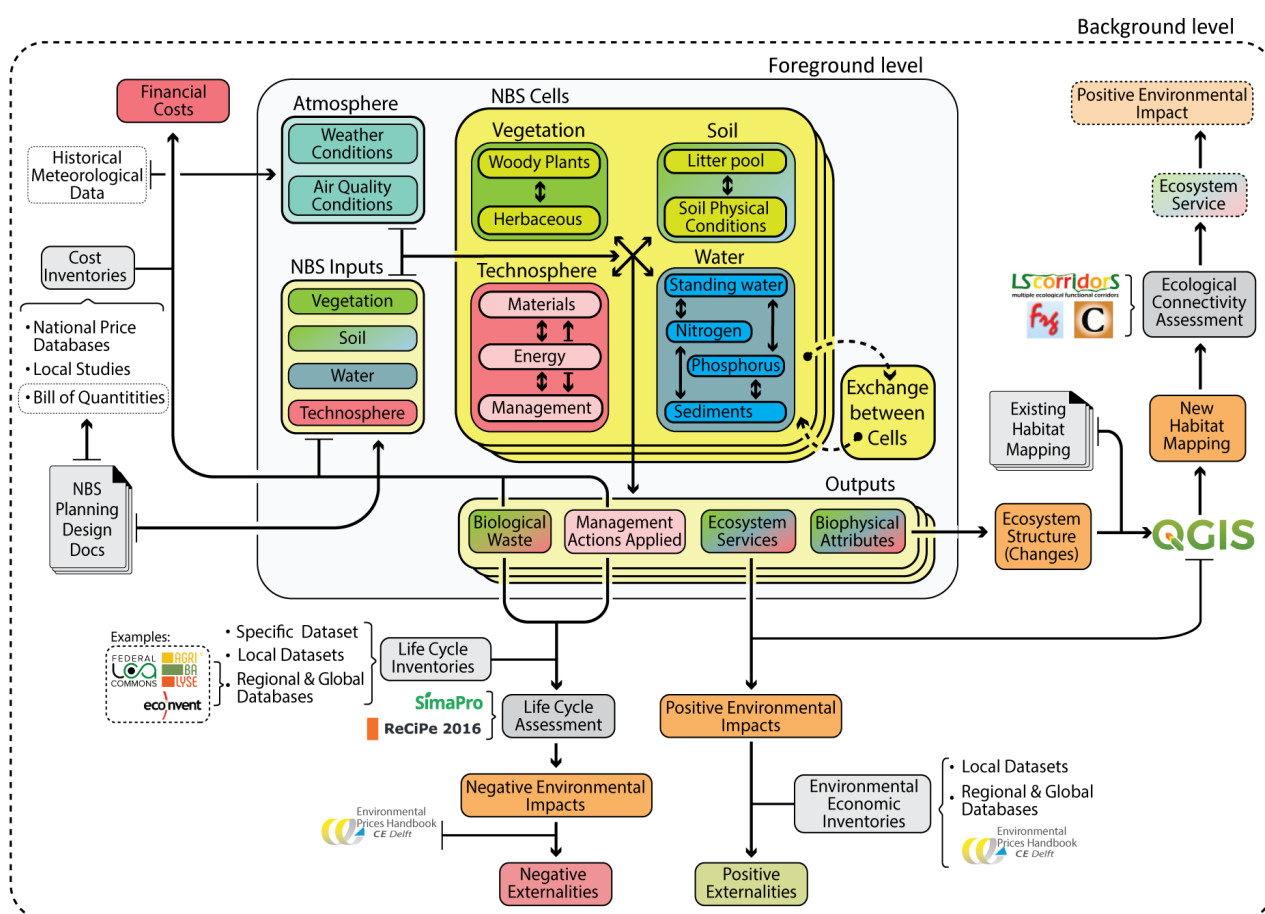 Background level
Foreground level
Financial
Costs
Historical
Meteorological
Data
Cost
Inventories
• National Price
Databases
• Local Studies
• Bill of Quantitities
NBS
Planning
Design
Docs
Atmosphere
Weather
Conditions
Air Quality
Conditions
NBS Inputs
Vegetation
Soil
Water
Technosphere
NBS Cells
Vegetation
Woody Plants
Herbaceous
Soil
Litter pool
Soil Physical
Conditions
Technosphere
Materials
Energy
Management
Water
Standing water
Nitrogen
Phosphorus
Sediments
Exchange
between
Cells
Outputs
Biological
Waste
Management
Actions Applied
Ecosystem
Services
Biophysical
Attributes
Positive Environmental
Impact
Ecosystem
Service
LScorridorS
multiple ecological functional corridors
Frg
C
Ecological
Connectivity
Assessment
New
Habitat
Mapping
Existing
Habitat
Mapping
Ecosystem
Structure
(Changes)
QGIS
Examples:
FEDERAL
LCA
COMMONS
AGRI
BA
LYSE
ecoinvent
• Specific Dataset
• Local Datasets
• Regional & Global
Databases
Life Cycle
Inventories
SimaPro
ReCiPe 2016
Life Cycle
Assessment
Negative Environmental
Impacts
Environmental
Prices Handbook
CE Delft
Negative
Externalities
Positive Environmental
Impacts
Environmental
Economic
Inventories
• Local Datasets
• Regional & Global
Databases
Environmental
Prices Handbook
CE Delft
Positive
Externalities